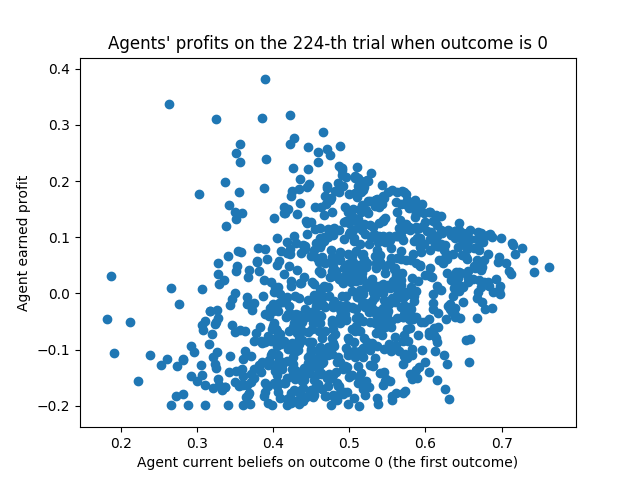 Agents' profits on the 224-th trial when outcome is 0
Agent earned profit
0.4
0.3
0.2
0.1
0.0
−0.1
−0.2
0.2 0.3 0.4 0.5 0.6 0.7
Agent current beliefs on outcome 0 (the first outcome)